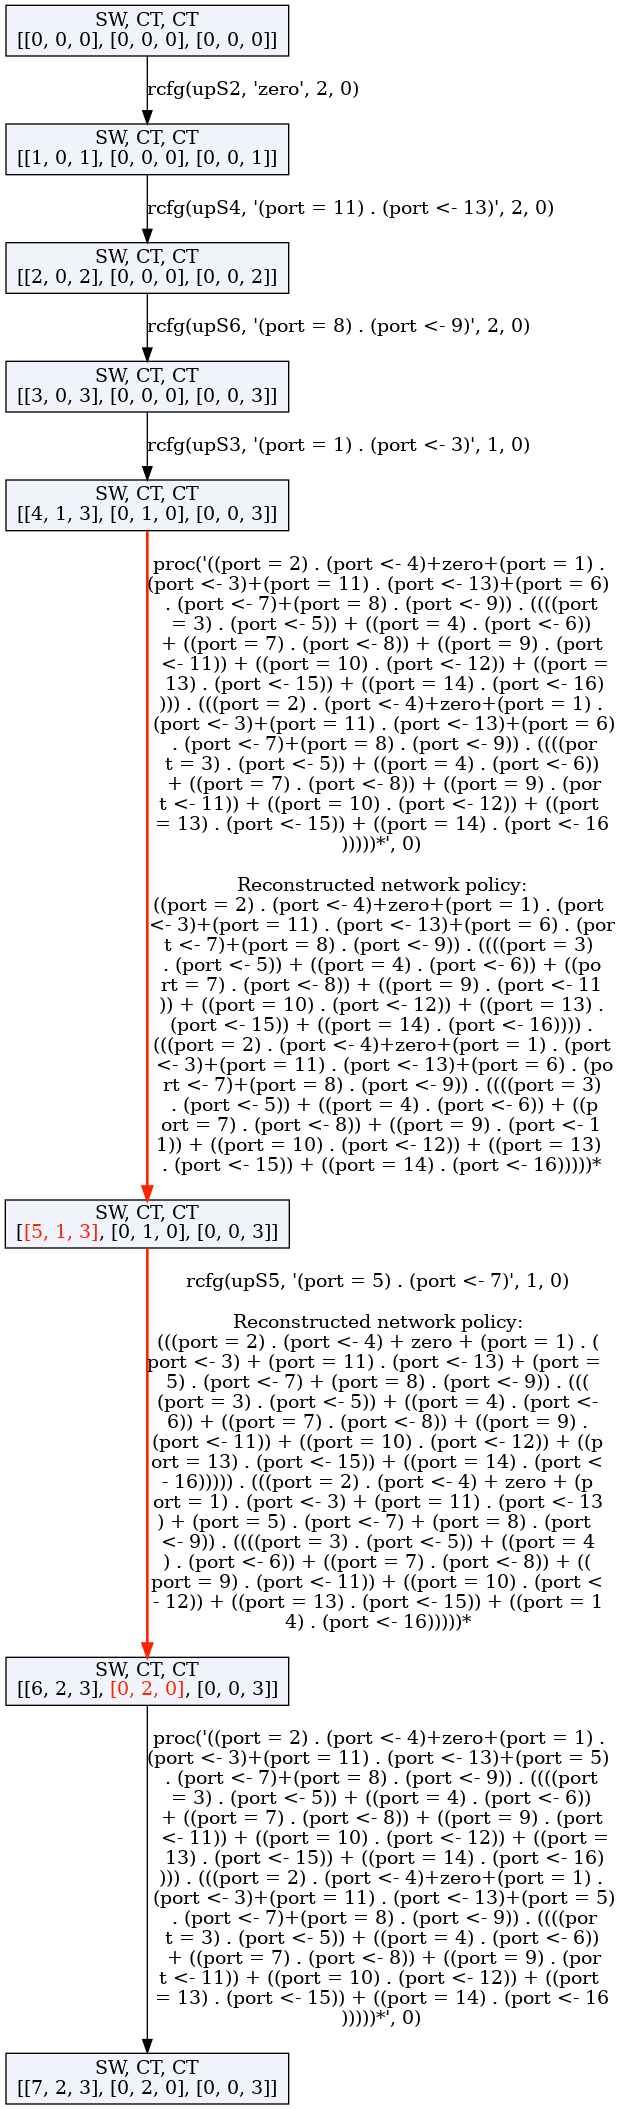 SW, CT, CT
[[0, 0, 0], [0, 0, 0], [0, 0, 0]]
rcfg(upS2, 'zero', 2, 0)
SW, CT, CT
[[1, 0, 1], [0, 0, 0], [0, 0, 1]]
rcfg(upS4, '(port = 11) . (port <- 13)', 2, 0)
SW, CT, CT
[[2, 0, 2], [0, 0, 0], [0, 0, 2]]
rcfg(upS6, '(port = 8) . (port <- 9)', 2, 0)
SW, CT, CT
[[3, 0, 3], [0, 0, 0], [0, 0, 3]]
rcfg(upS3, '(port = 1) . (port <- 3)', 1, 0)
SW, CT, CT
[[4, 1, 3], [0, 1, 0], [0, 0, 3]]
proc('((port = 2) . (port <- 4)+zero+(port = 1) .
(port <- 3)+(port = 11) . (port <- 13)+(port = 6)
. (port <- 7)+(port = 8) . (port <- 9)) . ((((port
= 3) . (port <- 5)) + ((port = 4) . (port <- 6))
+ ((port = 7) . (port <- 8)) + ((port = 9) . (port
<- 11)) + ((port = 10) . (port <- 12)) + ((port =
13) . (port <- 15)) + ((port = 14) . (port <- 16)
))) . (((port = 2) . (port <- 4)+zero+(port = 1) .
(port <- 3)+(port = 11) . (port <- 13)+(port = 6)
. (port <- 7)+(port = 8) . (port <- 9)) . ((((por
t = 3) . (port <- 5)) + ((port = 4) . (port <- 6))
+ ((port = 7) . (port <- 8)) + ((port = 9) . (por
t <- 11)) + ((port = 10) . (port <- 12)) + ((port
= 13) . (port <- 15)) + ((port = 14) . (port <- 16
)))))*', 0)
Reconstructed network policy:
((port = 2) . (port <- 4)+zero+(port = 1) . (port
<- 3)+(port = 11) . (port <- 13)+(port = 6) . (por
t <- 7)+(port = 8) . (port <- 9)) . ((((port = 3)
. (port <- 5)) + ((port = 4) . (port <- 6)) + ((po
rt = 7) . (port <- 8)) + ((port = 9) . (port <- 11
)) + ((port = 10) . (port <- 12)) + ((port = 13) .
(port <- 15)) + ((port = 14) . (port <- 16)))) .
(((port = 2) . (port <- 4)+zero+(port = 1) . (port
<- 3)+(port = 11) . (port <- 13)+(port = 6) . (po
rt <- 7)+(port = 8) . (port <- 9)) . ((((port = 3)
. (port <- 5)) + ((port = 4) . (port <- 6)) + ((p
ort = 7) . (port <- 8)) + ((port = 9) . (port <- 1
1)) + ((port = 10) . (port <- 12)) + ((port = 13)
. (port <- 15)) + ((port = 14) . (port <- 16)))))*
SW, CT, CT
[[5, 1, 3], [0, 1, 0], [0, 0, 3]]
rcfg(upS5, '(port = 5) . (port <- 7)', 1, 0)
Reconstructed network policy:
(((port = 2) . (port <- 4) + zero + (port = 1) . (
port <- 3) + (port = 11) . (port <- 13) + (port =
5) . (port <- 7) + (port = 8) . (port <- 9)) . (((
(port = 3) . (port <- 5)) + ((port = 4) . (port <-
6)) + ((port = 7) . (port <- 8)) + ((port = 9) .
(port <- 11)) + ((port = 10) . (port <- 12)) + ((p
ort = 13) . (port <- 15)) + ((port = 14) . (port <
- 16))))) . (((port = 2) . (port <- 4) + zero + (p
ort = 1) . (port <- 3) + (port = 11) . (port <- 13
) + (port = 5) . (port <- 7) + (port = 8) . (port
<- 9)) . ((((port = 3) . (port <- 5)) + ((port = 4
) . (port <- 6)) + ((port = 7) . (port <- 8)) + ((
port = 9) . (port <- 11)) + ((port = 10) . (port <
- 12)) + ((port = 13) . (port <- 15)) + ((port = 1
4) . (port <- 16)))))*
SW, CT, CT
[[6, 2, 3], [0, 2, 0], [0, 0, 3]]
proc('((port = 2) . (port <- 4)+zero+(port = 1) .
(port <- 3)+(port = 11) . (port <- 13)+(port = 5)
. (port <- 7)+(port = 8) . (port <- 9)) . ((((port
= 3) . (port <- 5)) + ((port = 4) . (port <- 6))
+ ((port = 7) . (port <- 8)) + ((port = 9) . (port
<- 11)) + ((port = 10) . (port <- 12)) + ((port =
13) . (port <- 15)) + ((port = 14) . (port <- 16)
))) . (((port = 2) . (port <- 4)+zero+(port = 1) .
(port <- 3)+(port = 11) . (port <- 13)+(port = 5)
. (port <- 7)+(port = 8) . (port <- 9)) . ((((por
t = 3) . (port <- 5)) + ((port = 4) . (port <- 6))
+ ((port = 7) . (port <- 8)) + ((port = 9) . (por
t <- 11)) + ((port = 10) . (port <- 12)) + ((port
= 13) . (port <- 15)) + ((port = 14) . (port <- 16
)))))*', 0)
SW, CT, CT
[[7, 2, 3], [0, 2, 0], [0, 0, 3]]